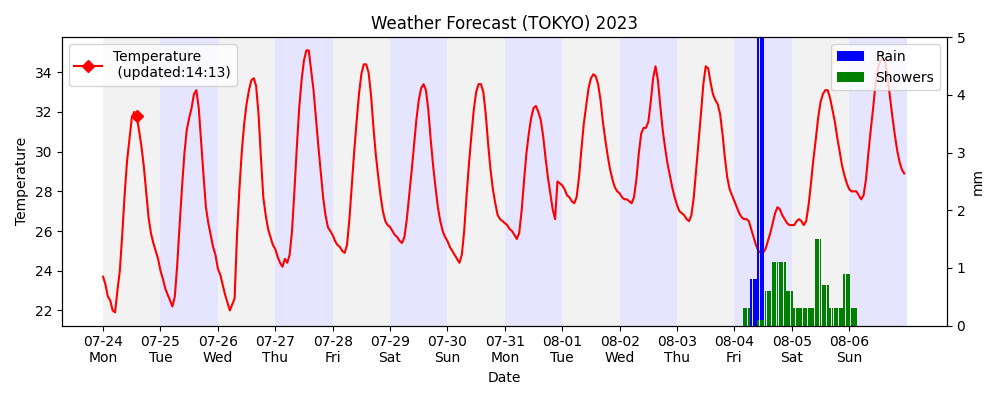 Weather Forecast (TOKYO) 2023
Temperature
(updated:14:13)
Rain
Showers
Temperature
34
32
30
28
26
24
22
5
4
3
2
1
0
mm
07-24 07-25 07-26 07-27 07-28 07-29 07-30 07-31 08-01 08-02 08-03 08-04 08-05 08-06
Mon Tue Wed Thu Fri Sat Sun Mon Tue Wed Thu Fri Sat Sun
Date